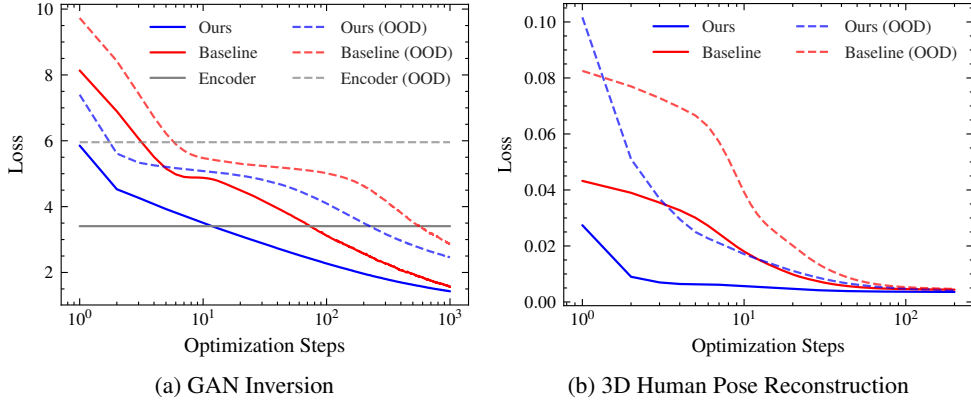 10
8
6
4
2
Loss
Ours
Baseline
Encoder
Ours (OOD)
Baseline (OOD)
Encoder (OOD)
10^0
10^1
10^2
10^3
Optimization Steps
(a) GAN Inversion
0.10
0.08
0.06
0.04
0.02
0.00
Loss
Ours
Baseline
Ours (OOD)
Baseline (OOD)
10^0
10^1
10^2
Optimization Steps
(b) 3D Human Pose Reconstruction